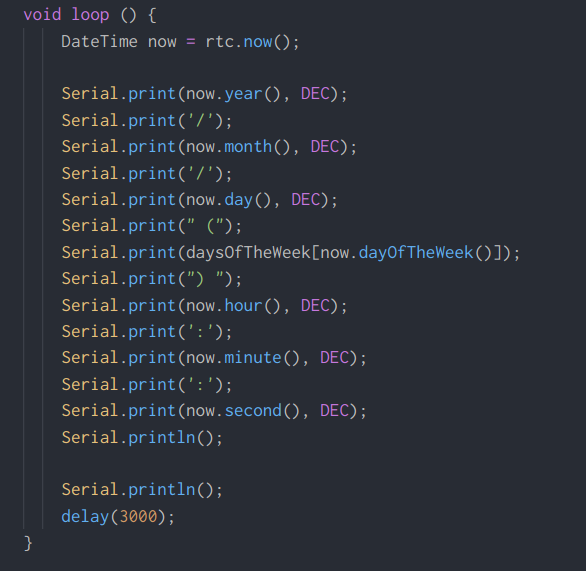 void loop () {
DateTime now = rtc.now();
Serial.print(now.year(), DEC);
Serial.print('/');
Serial.print(now.month(), DEC);
Serial.print('/');
Serial.print(now.day(), DEC);
Serial.print(" (");
Serial.print(daysOfTheWeek[now.dayOfTheWeek()]);
Serial.print(") ");
Serial.print(now.hour(), DEC);
Serial.print(':');
Serial.print(now.minute(), DEC);
Serial.print(':');
Serial.print(now.second(), DEC);
Serial.println();
Serial.println();
delay(3000);
}